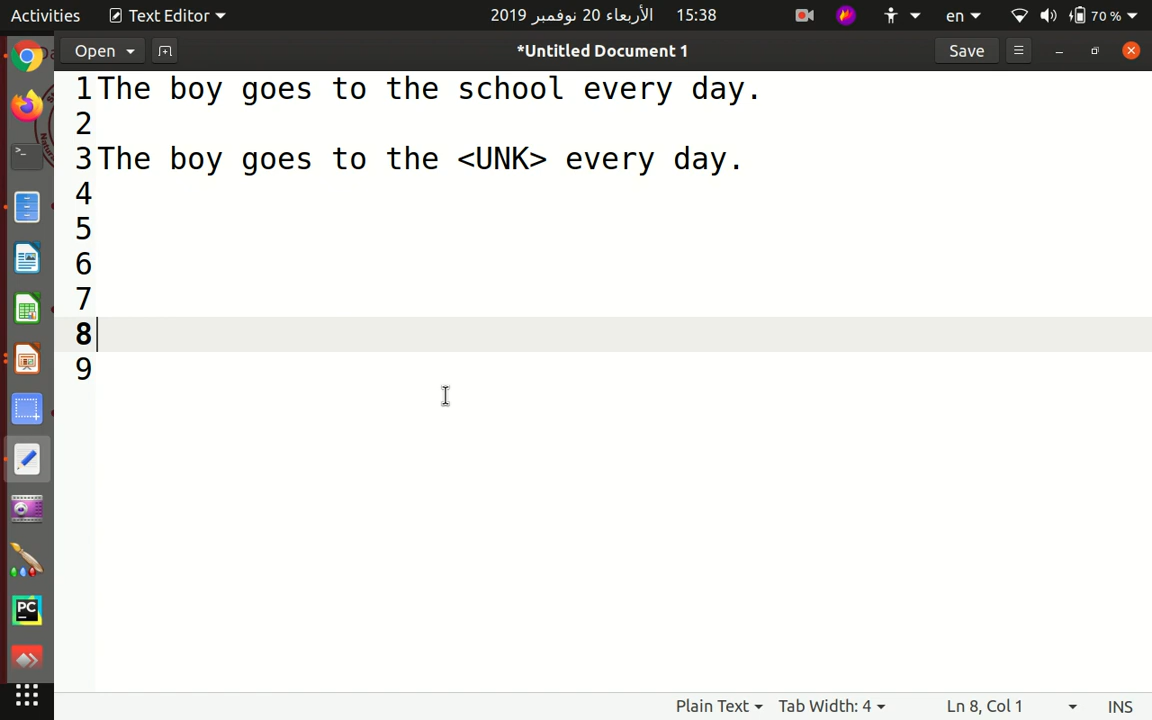 Activities Text Editor الأربعاء 20 نوفمبر 2019 15:38 en 70 %
Open *Untitled Document 1 Save
1 The boy goes to the school every day.
2
3 The boy goes to the <UNK> every day.
4
5
6
7
8
9
PC
Plain Text Tab Width: 4 Ln 8, Col 1 INS